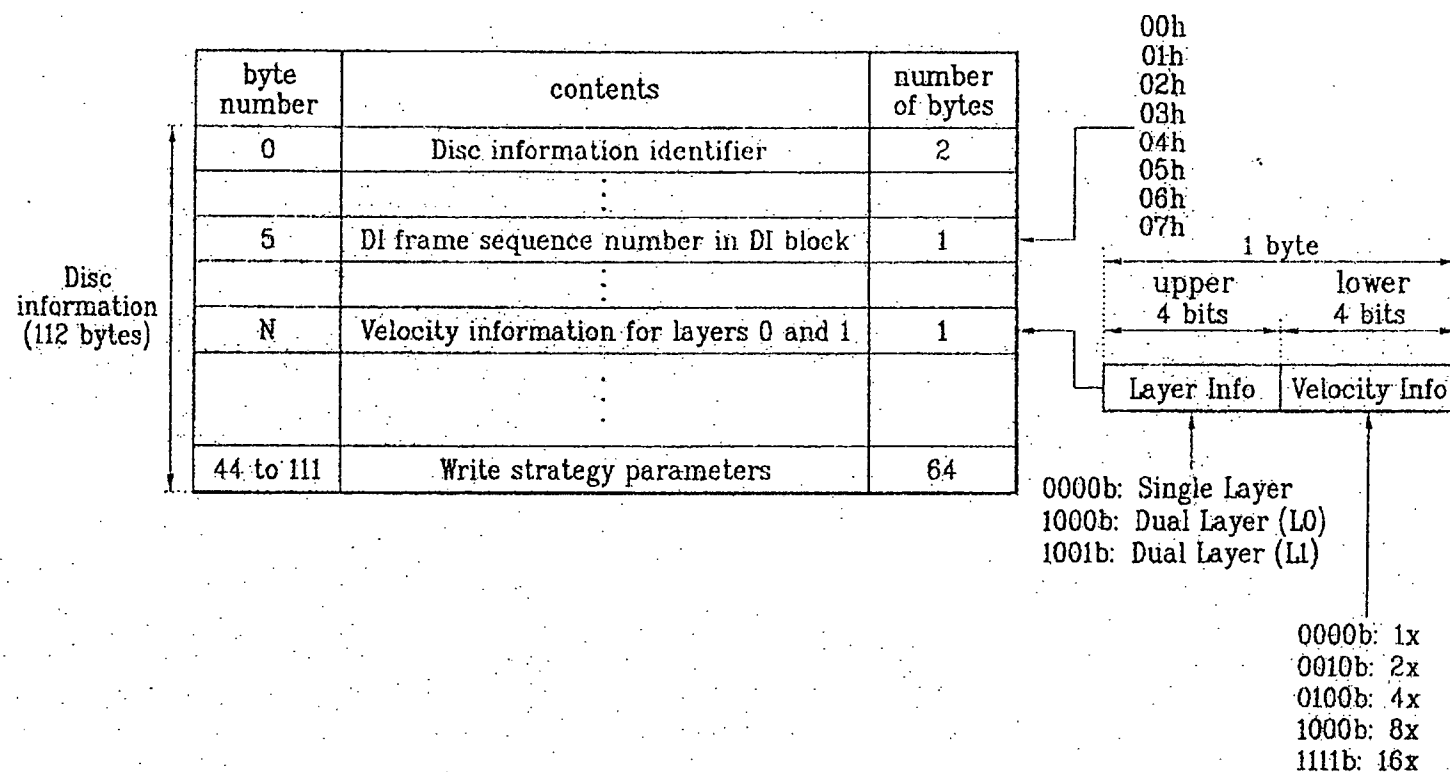 byte number | contents | number of bytes
0 | Disc information identifier | 2
5 | DI frame sequence number in DI block | 1
N | Velocity information for layers 0 and 1 | 1
44 to 111 | Write strategy parameters | 64
Disc
information
(112 bytes)
00h
01h
02h
03h
04h
05h
06h
07h
1 byte
upper
4 bits
lower
4 bits
Layer Info
Velocity Info
0000b: Single Layer
1000b: Dual Layer (L0)
1001b: Dual Layer (L1)
0000b: 1x
0010b: 2x
0100b: 4x
1000b: 8x
1111b: 16x